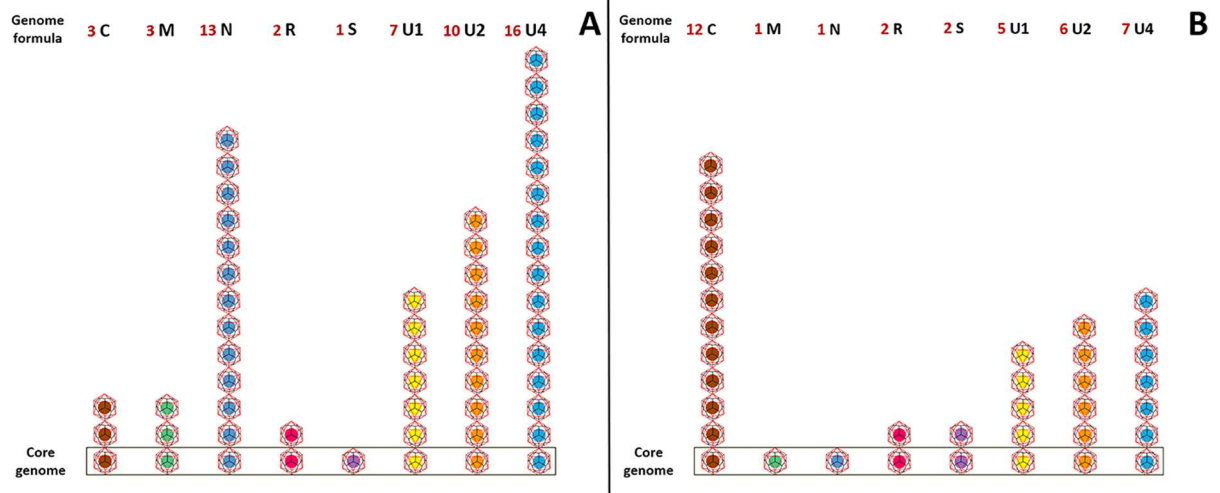 Genome
formula
3 C 3 M 13 N 2 R 1 S 7 U1 10 U2 16 U4
A
Core
genome
Genome
formula
12 C 1 M 1 N 2 R 2 S 5 U1 6 U2 7 U4
B
Core
genome